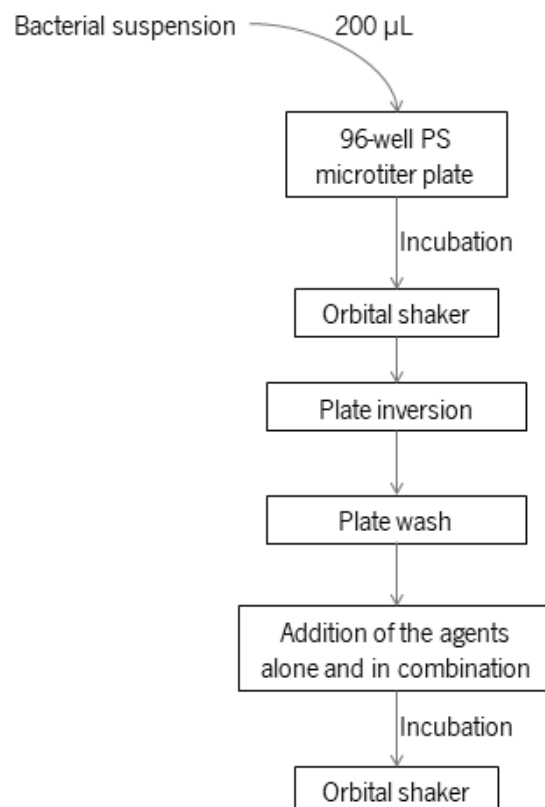 Bacterial suspension 200 µL
96-well PS
microtiter plate
Incubation
Orbital shaker
Plate inversion
Plate wash
Addition of the agents
alone and in combination
Incubation
Orbital shaker